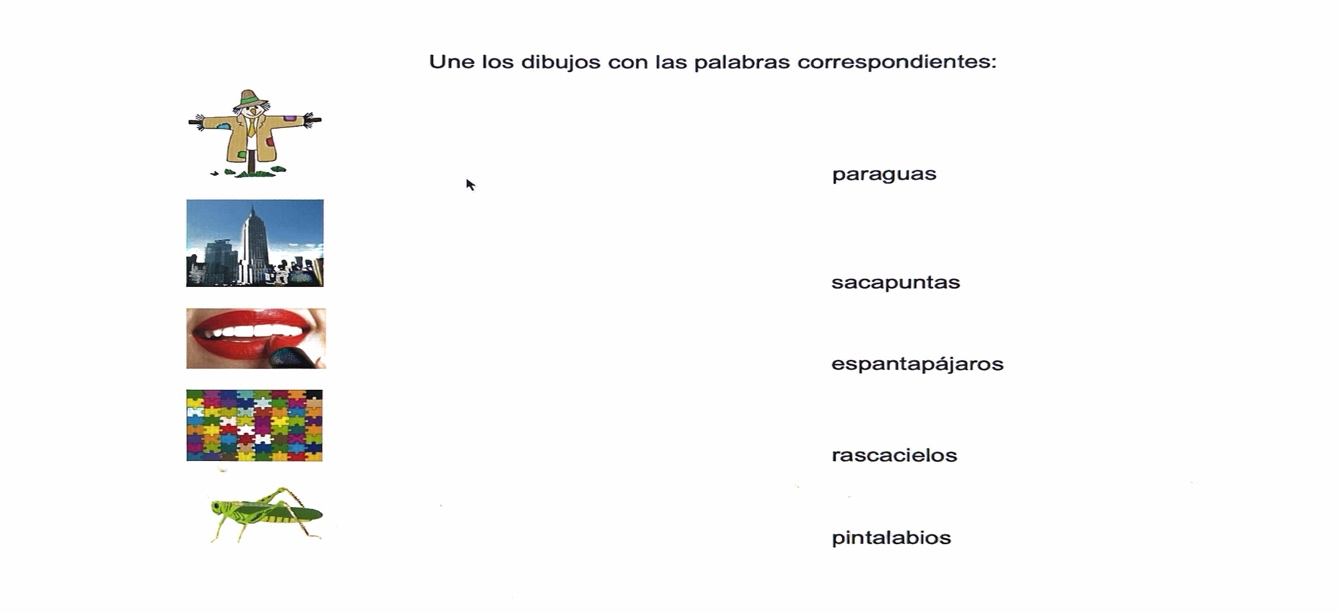 Une los dibujos con las palabras correspondientes:
paraguas
sacapuntas
espantapájaros
rascacielos
pintalabios